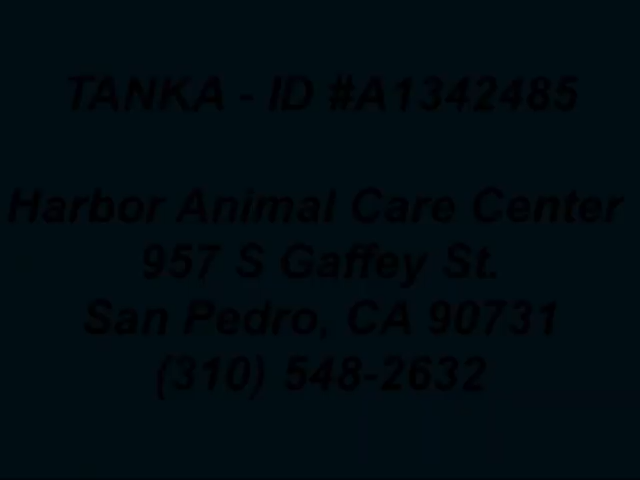 TANKA - ID #A1342485
Harbor Animal Care Center
957 S Gaffey St.
San Pedro, CA 90731
(310) 548-2632